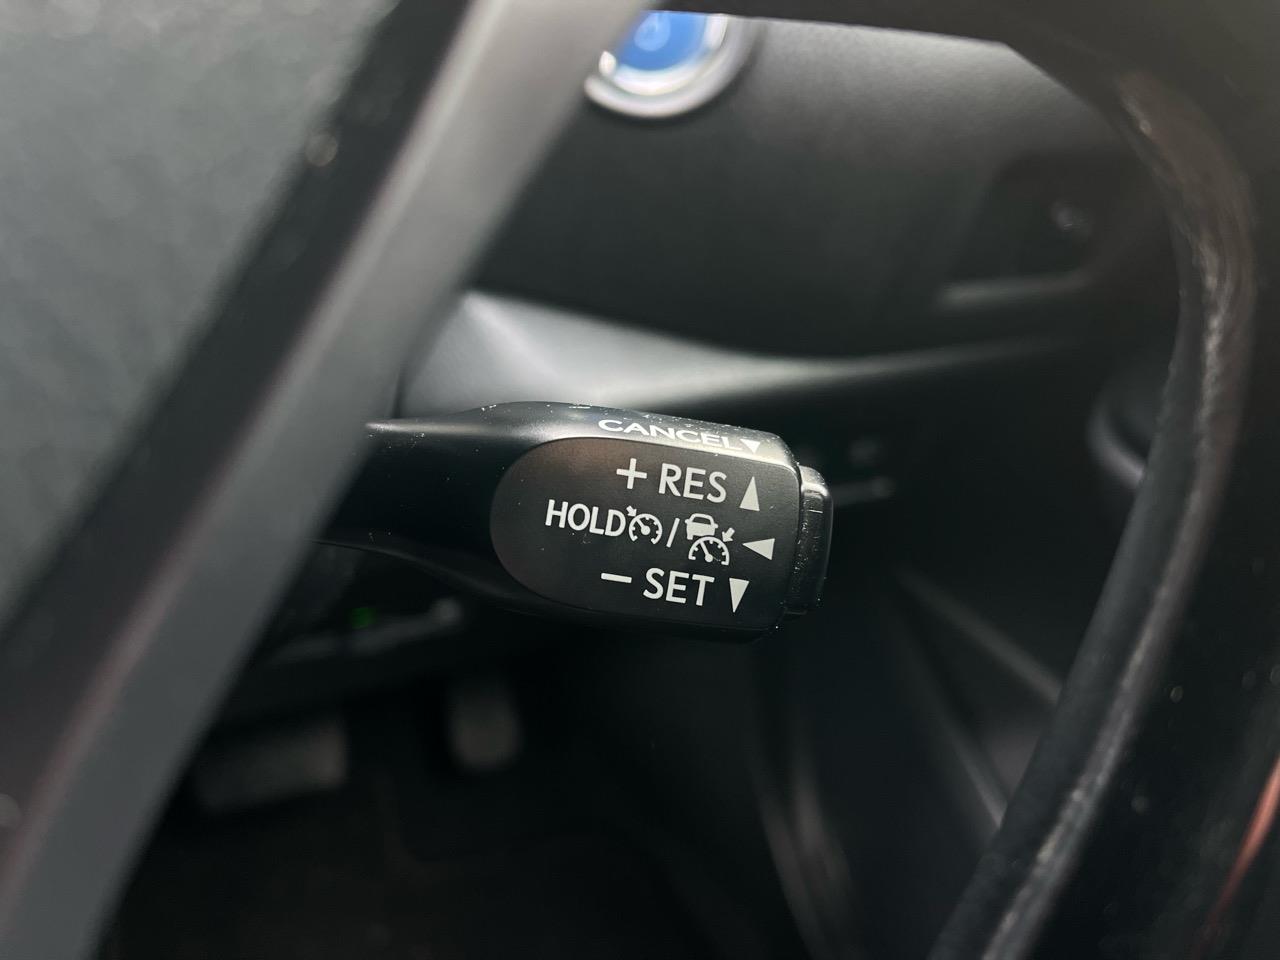 CANCEL▼
+ RES ▲
HOLD / ◀
− SET ▼